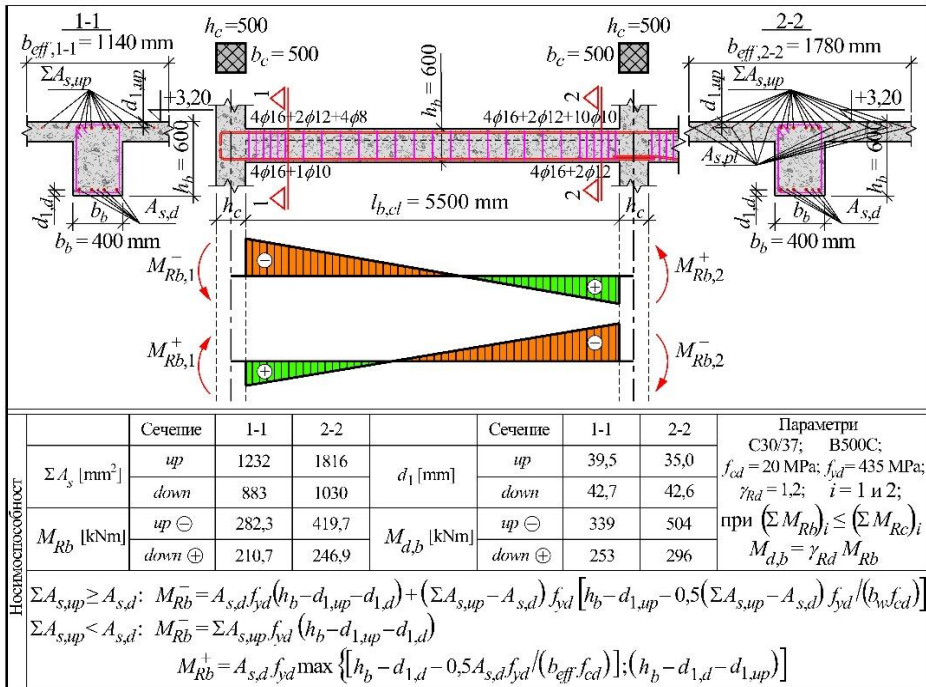 1-1
b_eff,1-1 = 1140 mm
ΣA_s,up
d_1,up
+3,20
h_b = 600
d_1,d
b_b
A_s,d
b_b = 400 mm
h_c = 500
b_c = 500
1
4ϕ16+2ϕ12+4ϕ8
4ϕ16+1ϕ10
1
h_c
h_b = 600
l_b,cl = 5500 mm
h_c = 500
b_c = 500
2
4ϕ16+2ϕ12+10ϕ10
4ϕ16+2ϕ12
2
h_c
2-2
b_eff,2-2 = 1780 mm
ΣA_s,up
d_1,up
+3,20
A_s,pl
h_b = 600
d_1,d
b_b
A_s,d
b_b = 400 mm
M⁻_Rb,1 − + M⁺_Rb,2
M⁺_Rb,1 + − M⁻_Rb,2
Носимоспособност
Сечение 1-1 2-2 Сечение 1-1 2-2
ΣA_s [mm²] up 1232 1816 d_1 [mm] up 39,5 35,0
down 883 1030 down 42,7 42,6
M_Rb [kNm] up ⊖ 282,3 419,7 M_d,b [kNm] up ⊖ 339 504
down ⊕ 210,7 246,9 down ⊕ 253 296
Параметри
C30/37; B500C;
f_cd = 20 MPa; f_yd = 435 MPa;
γ_Rd = 1,2; i = 1 и 2;
при (ΣM_Rb)_i ≤ (ΣM_Rc)_i
M_d,b = γ_Rd M_Rb
ΣA_s,up ≥ A_s,d: M⁻_Rb = A_s,d f_yd (h_b − d_1,up − d_1,d) + (ΣA_s,up − A_s,d) f_yd [h_b − d_1,up − 0,5(ΣA_s,up − A_s,d) f_yd/(b_w f_cd)]
ΣA_s,up < A_s,d: M⁻_Rb = ΣA_s,up f_yd (h_b − d_1,up − d_1,d)
M⁺_Rb = A_s,d f_yd max {[h_b − d_1,d − 0,5A_s,d f_yd/(b_eff f_cd)]; (h_b − d_1,d − d_1,up)]